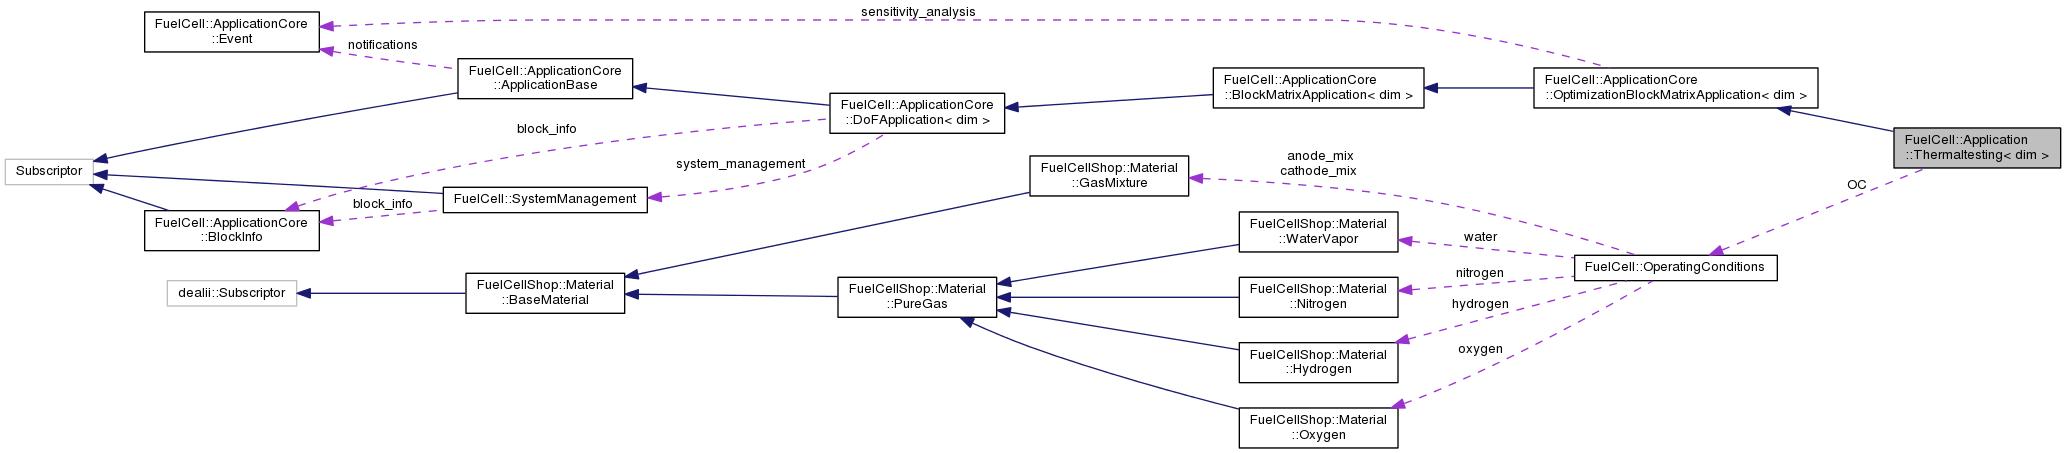 sensitivity_analysis
FuelCell::ApplicationCore
::Event
notifications
FuelCell::ApplicationCore
::ApplicationBase
FuelCell::ApplicationCore
::BlockMatrixApplication< dim >
FuelCell::ApplicationCore
::OptimizationBlockMatrixApplication< dim >
FuelCell::ApplicationCore
::DoFApplication< dim >
block_info
FuelCell::Application
::Thermaltesting< dim >
system_management
anode_mix
cathode_mix
Subscriptor
FuelCellShop::Material
::GasMixture
OC
FuelCell::SystemManagement
block_info
FuelCell::ApplicationCore
::BlockInfo
FuelCellShop::Material
::WaterVapor
water
FuelCell::OperatingConditions
nitrogen
dealii::Subscriptor
FuelCellShop::Material
::BaseMaterial
FuelCellShop::Material
::PureGas
FuelCellShop::Material
::Nitrogen
hydrogen
FuelCellShop::Material
::Hydrogen
oxygen
FuelCellShop::Material
::Oxygen